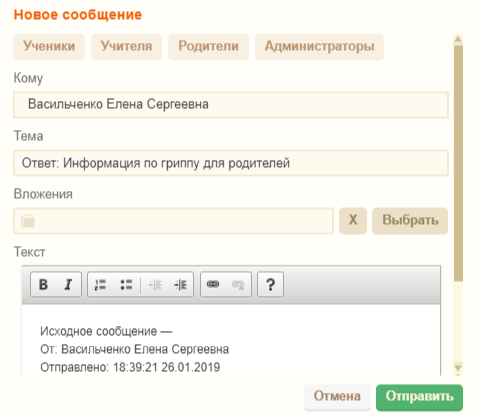 Новое сообщение
Ученики Учителя Родители Администраторы
Кому
Васильченко Елена Сергеевна
Тема
Ответ: Информация по гриппу для родителей
Вложения
X Выбрать
Текст
B I ?
Исходное сообщение —
От: Васильченко Елена Сергеевна
Отправлено: 18:39:21 26.01.2019
Отмена Отправить